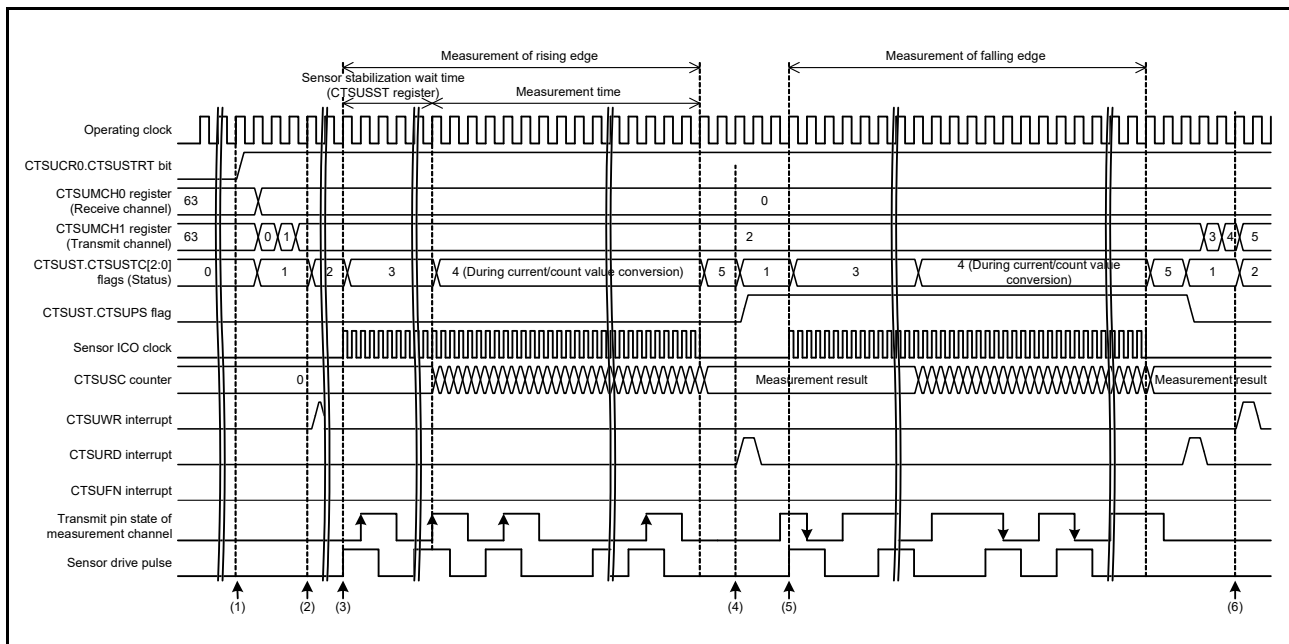 Measurement of rising edge
Measurement of falling edge
Sensor stabilization wait time
(CTSUSST register)
Measurement time
Operating clock
CTSUCR0.CTSUSTRT bit
CTSUMCH0 register
(Receive channel)
63
0
CTSUMCH1 register
(Transmit channel)
63
0
1
2
3
4
5
CTSUST.CTSUSTC[2:0]
flags (Status)
0
1
2
3
4 (During current/count value conversion)
5
1
3
4 (During current/count value
conversion)
5
1
2
CTSUST.CTSUPS flag
Sensor ICO clock
CTSUSC counter
0
Measurement result
Measurement result
CTSUWR interrupt
CTSURD interrupt
CTSUFN interrupt
Transmit pin state of
measurement channel
Sensor drive pulse
(1)
(2)
(3)
(4)
(5)
(6)